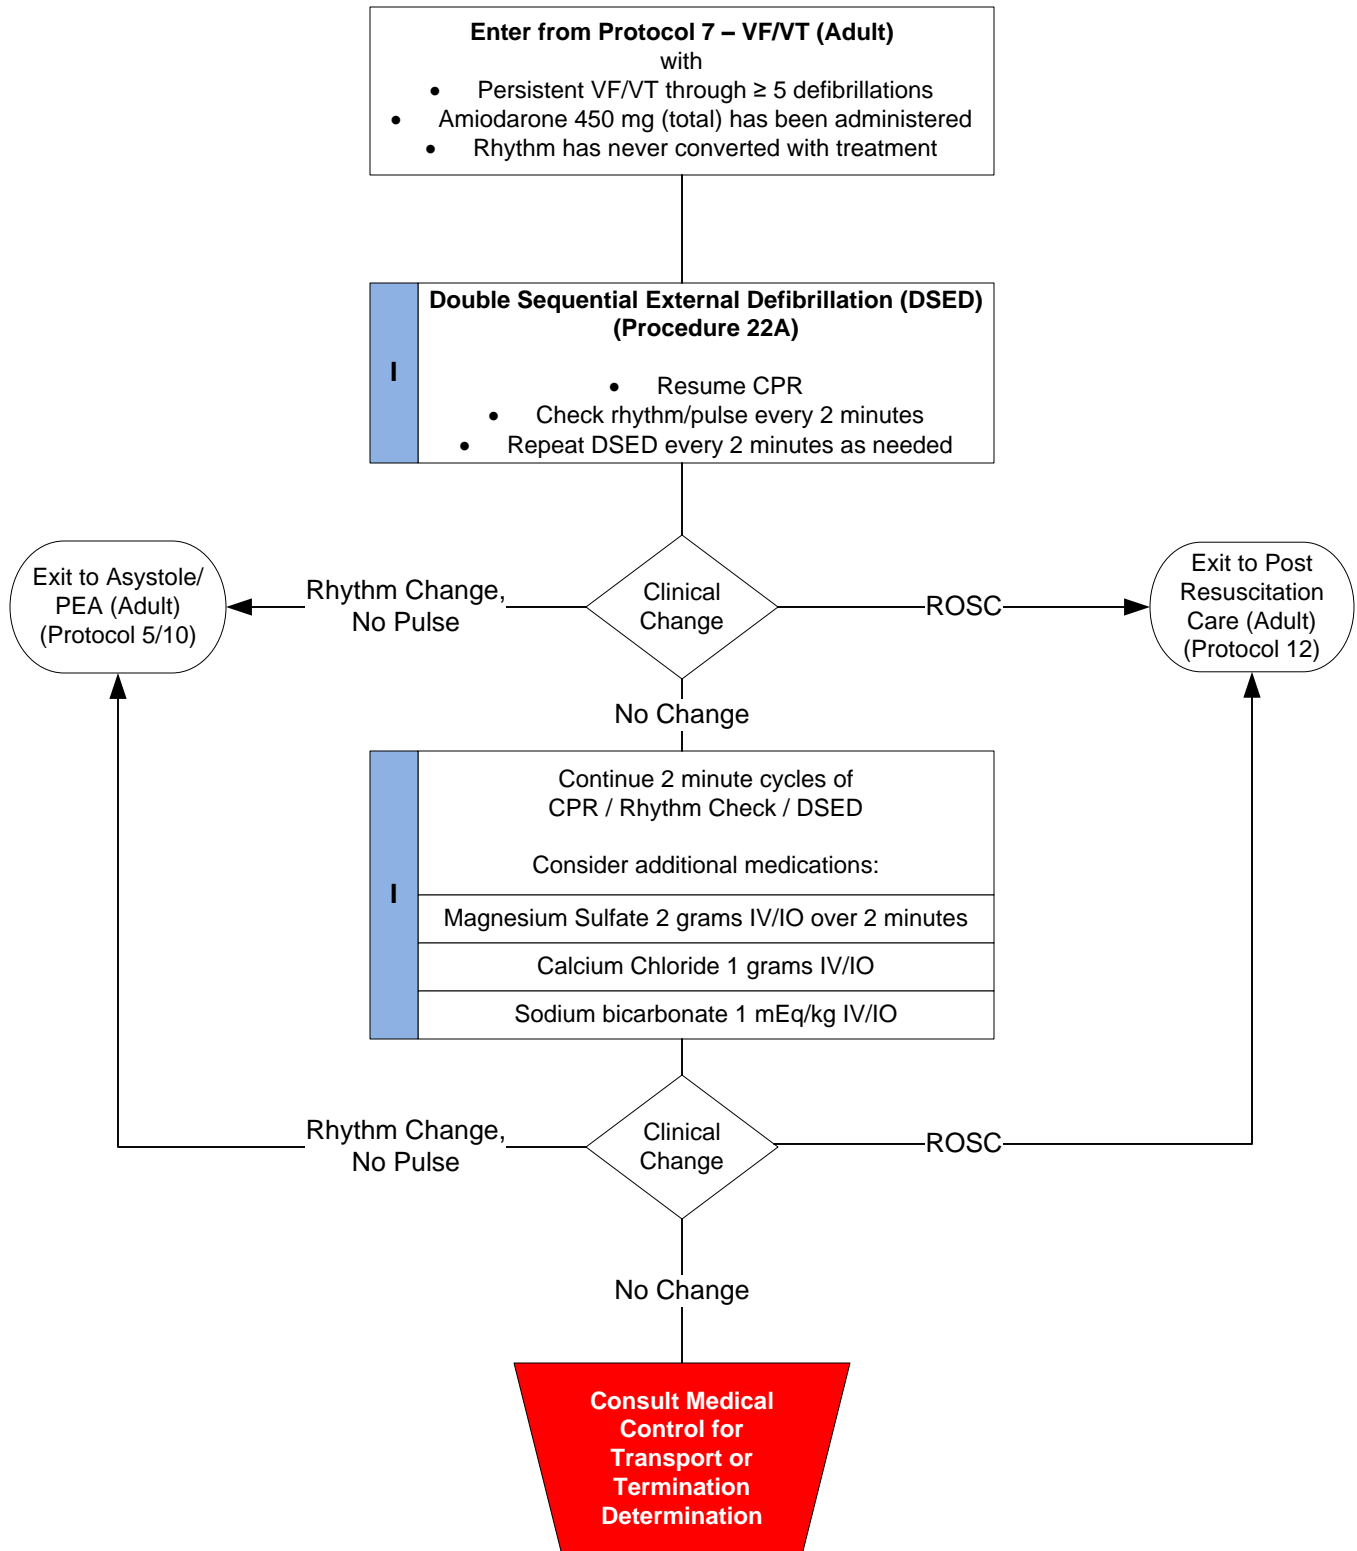 Enter from Protocol 7 – VF/VT (Adult)
with
• Persistent VF/VT through ≥ 5 defibrillations
• Amiodarone 450 mg (total) has been administered
• Rhythm has never converted with treatment
I
Double Sequential External Defibrillation (DSED)
(Procedure 22A)
• Resume CPR
• Check rhythm/pulse every 2 minutes
• Repeat DSED every 2 minutes as needed
Exit to Asystole/
PEA (Adult)
(Protocol 5/10)
Rhythm Change,
No Pulse
Clinical
Change
ROSC
Exit to Post
Resuscitation
Care (Adult)
(Protocol 12)
No Change
I
Continue 2 minute cycles of
CPR / Rhythm Check / DSED
Consider additional medications:
Magnesium Sulfate 2 grams IV/IO over 2 minutes
Calcium Chloride 1 grams IV/IO
Sodium bicarbonate 1 mEq/kg IV/IO
Rhythm Change,
No Pulse
Clinical
Change
ROSC
No Change
Consult Medical
Control for
Transport or
Termination
Determination